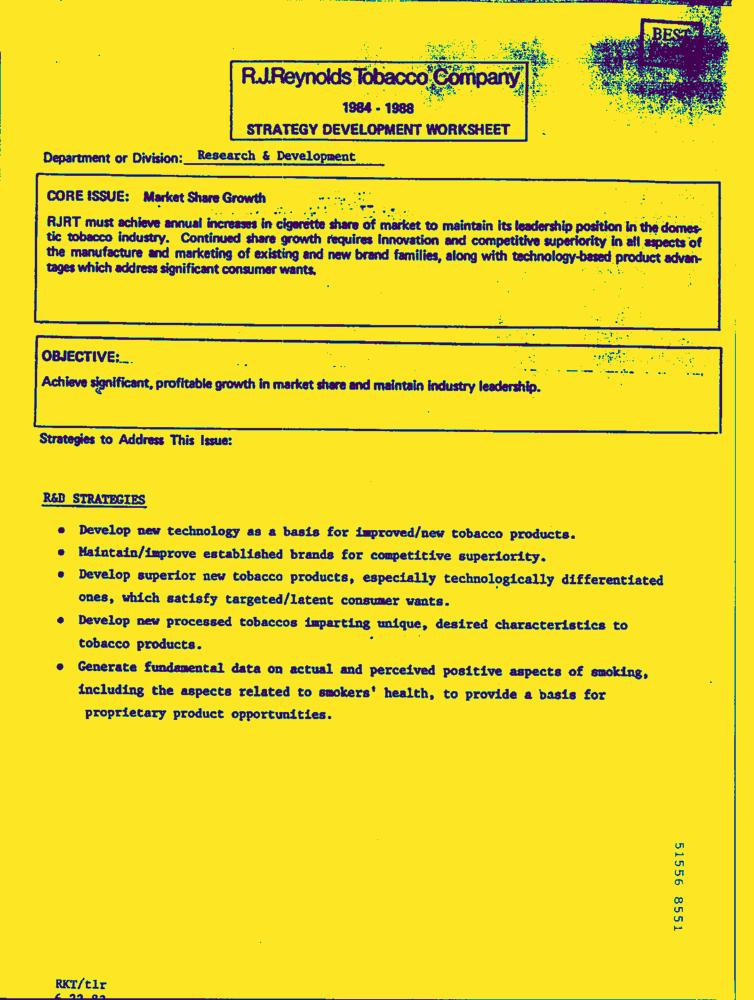 BEST
R.J.Reynolds Tobacco Company
1984 - 1988
STRATEGY DEVELOPMENT WORKSHEET
Department or Division: Research & Development
CORE ISSUE: Market Share Growth
RJRT must achieve annual increases in cigarette share of market to maintain its leadership position in the domes-
tic tobacco industry. Continued share growth requires innovation and competitive superiority in all aspects of
the manufacture and marketing of existing and new brand families, along with technology-based product advan-
tages which address significant consumer wants.
OBJECTIVE:
Achieve significant, profitable growth in market share and maintain industry leadership.
Strategies to Address This Issue:
R&D STRATEGIES
• Develop new technology as a basis for improved/new tobacco products.
• Maintain/improve established brands for competitive superiority.
• Develop superior new tobacco products, especially technologically differentiated
ones, which satisfy targeted/latent consumer wants.
• Develop new processed tobaccos imparting unique, desired characteristics to
tobacco products.
• Generate fundamental data on actual and perceived positive aspects of smoking,
including the aspects related to smokers' health, to provide a basis for
proprietary product opportunities.
51556 8551
RKT/tlr